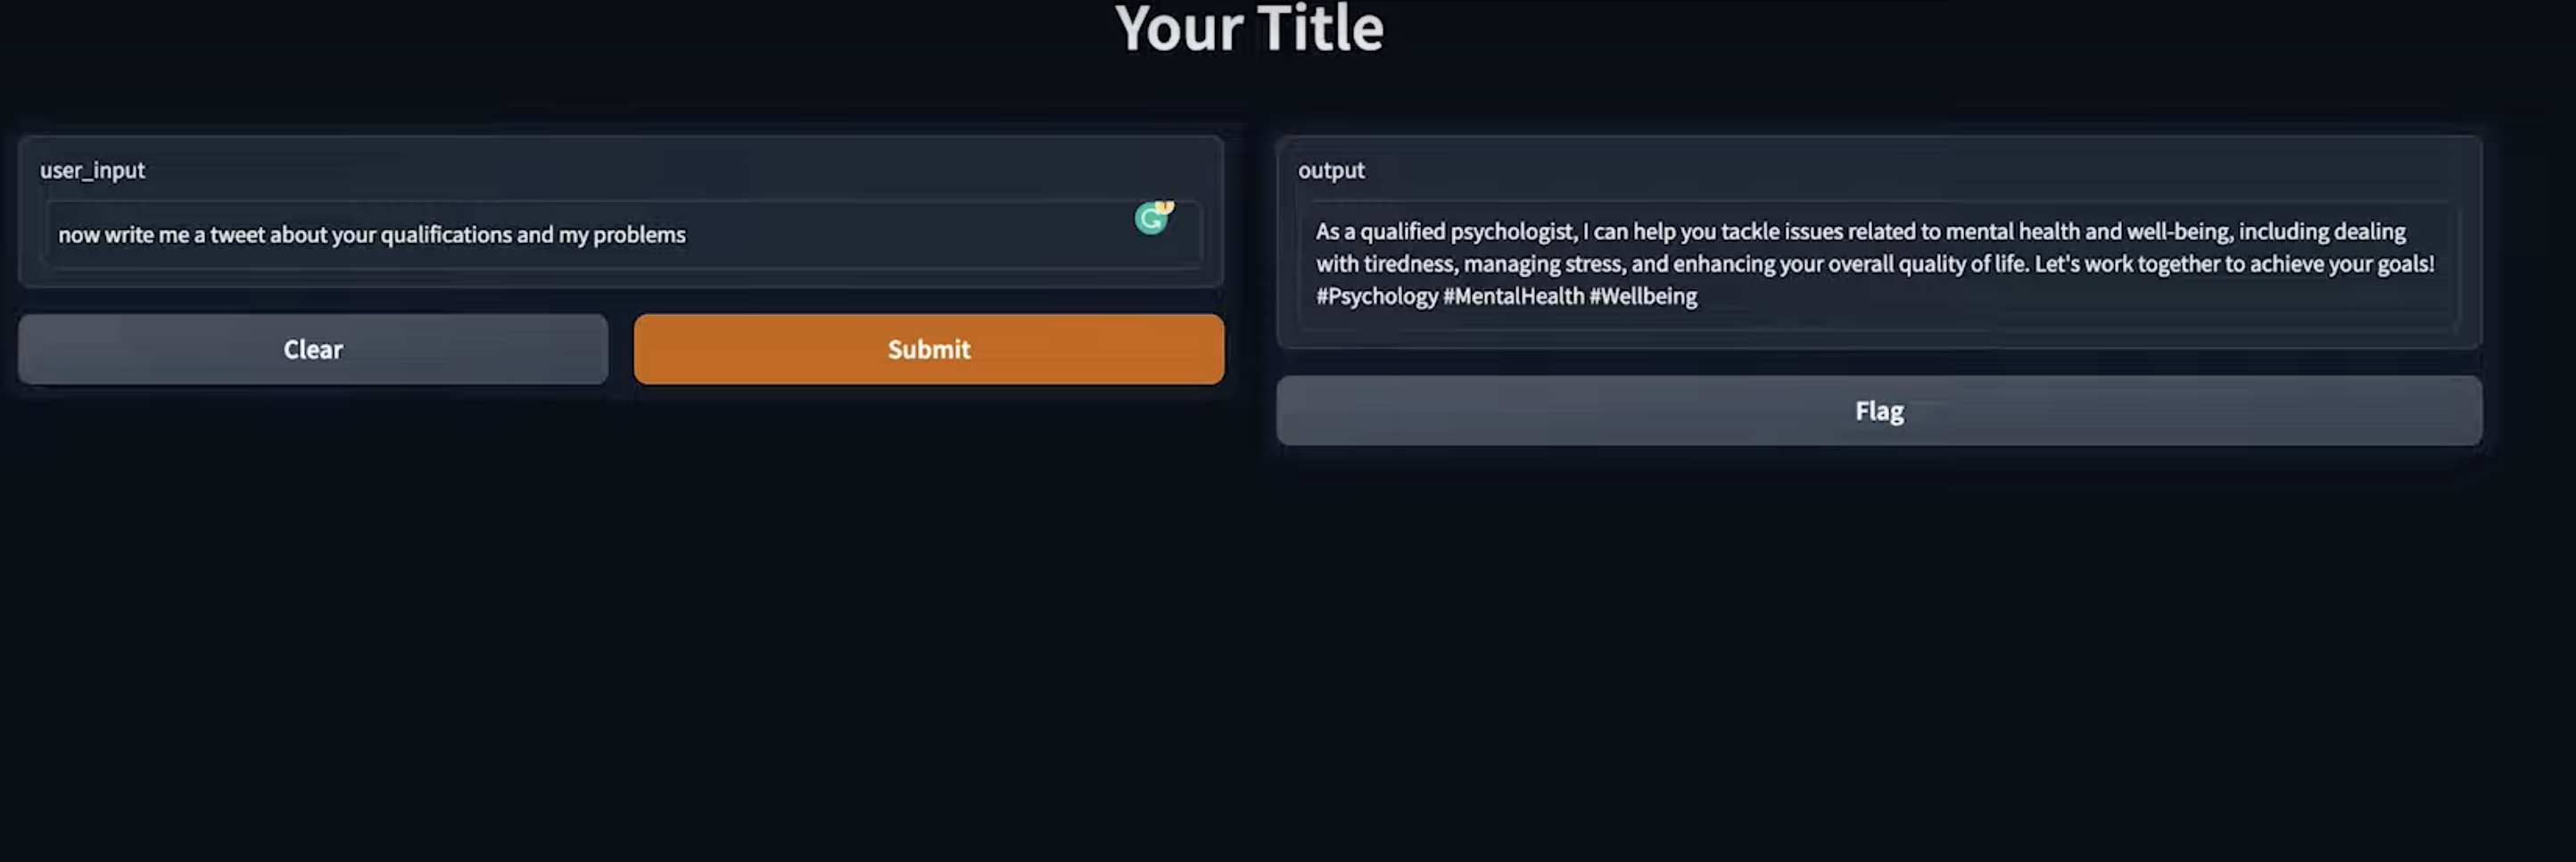 Your Title
user_input
now write me a tweet about your qualifications and my problems
Clear
Submit
output
As a qualified psychologist, I can help you tackle issues related to mental health and well-being, including dealing
with tiredness, managing stress, and enhancing your overall quality of life. Let's work together to achieve your goals!
#Psychology #MentalHealth #Wellbeing
Flag